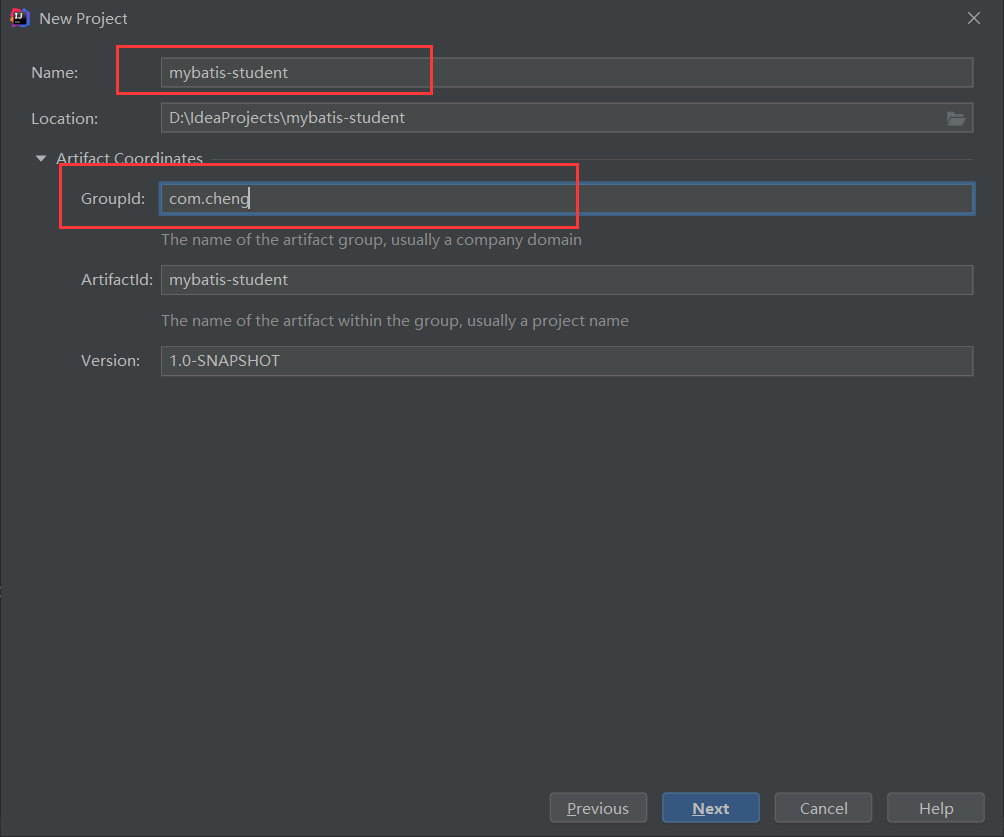 New Project
Name: mybatis-student
Location: D:\IdeaProjects\mybatis-student
Artifact Coordinates
GroupId: com.cheng
The name of the artifact group, usually a company domain
ArtifactId: mybatis-student
The name of the artifact within the group, usually a project name
Version: 1.0-SNAPSHOT
Previous Next Cancel Help